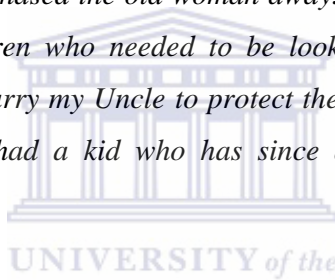 chased the old woman away.
ren who needed to be look
arry my Uncle to protect the
had a kid who has since
UNIVERSITY of the